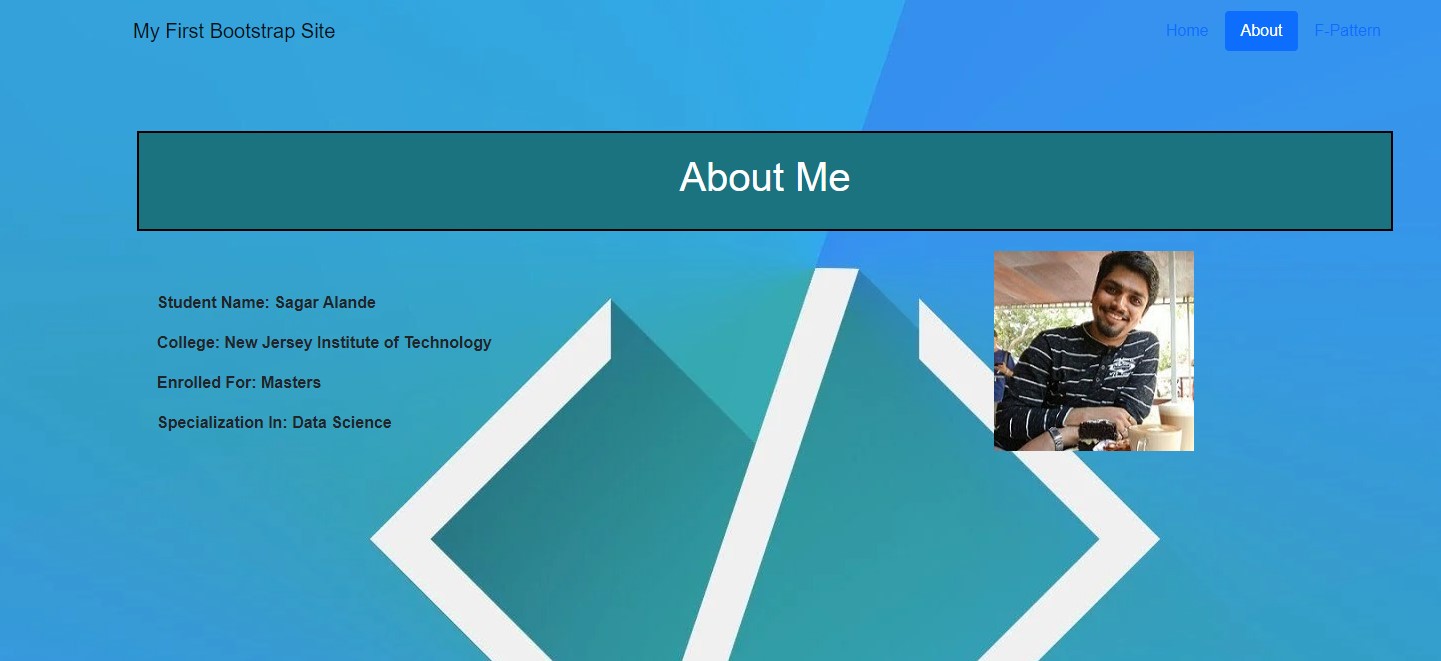 My First Bootstrap Site
Home About F-Pattern
About Me
Student Name: Sagar Alande
College: New Jersey Institute of Technology
Enrolled For: Masters
Specialization In: Data Science